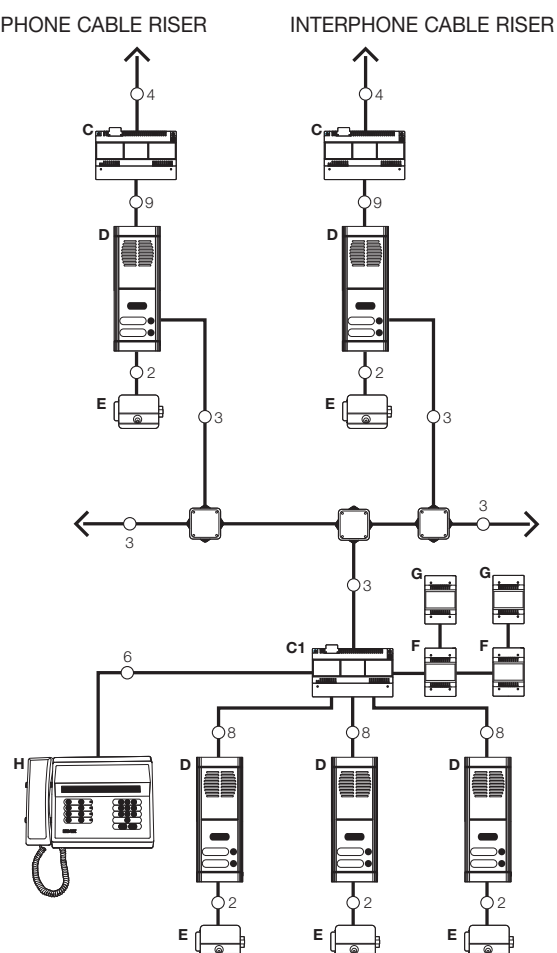 PHONE CABLE RISER INTERPHONE CABLE RISER
4 4
C C
9 9
D D
2 2
E E
3 3
3
3
3
G G
C1 F F
6
8 8 8
H D D D
2 2 2
E E E